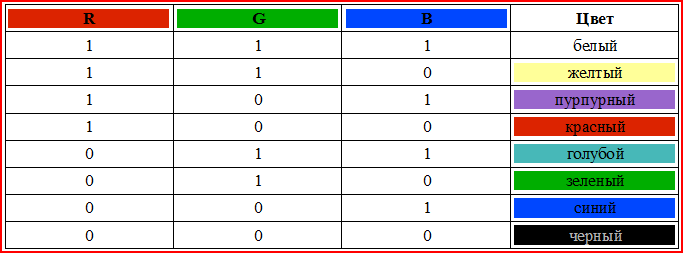 R G B Цвет
1 1 1 белый
1 1 0 желтый
1 0 1 пурпурный
1 0 0 красный
0 1 1 голубой
0 1 0 зеленый
0 0 1 синий
0 0 0 черный